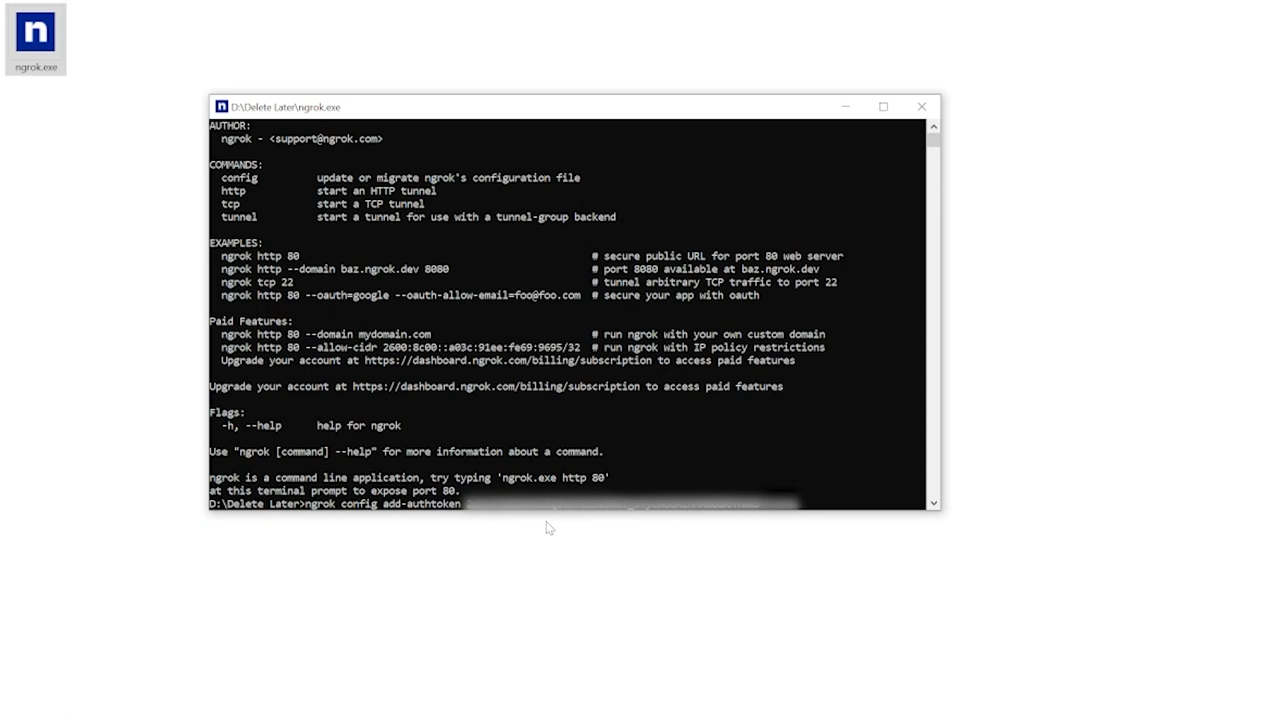 n
ngrok.exe
n D:\Delete Later\ngrok.exe
AUTHOR:
ngrok - <support@ngrok.com>
COMMANDS:
config update or migrate ngrok's configuration file
http start an HTTP tunnel
tcp start a TCP tunnel
tunnel start a tunnel for use with a tunnel-group backend
EXAMPLES:
ngrok http 80 # secure public URL for port 80 web server
ngrok http --domain baz.ngrok.dev 8080 # port 8080 available at baz.ngrok.dev
ngrok tcp 22 # tunnel arbitrary TCP traffic to port 22
ngrok http 80 --oauth=google --oauth-allow-email=foo@foo.com # secure your app with oauth
Paid Features:
ngrok http 80 --domain mydomain.com # run ngrok with your own custom domain
ngrok http 80 --allow-cidr 2600:8c00::a03c:91ee:fe69:9695/32 # run ngrok with IP policy restrictions
Upgrade your account at https://dashboard.ngrok.com/billing/subscription to access paid features
Upgrade your account at https://dashboard.ngrok.com/billing/subscription to access paid features
Flags:
-h, --help help for ngrok
Use "ngrok [command] --help" for more information about a command.
ngrok is a command line application, try typing 'ngrok.exe http 80'
at this terminal prompt to expose port 80.
D:\Delete Later>ngrok config add-authtoken